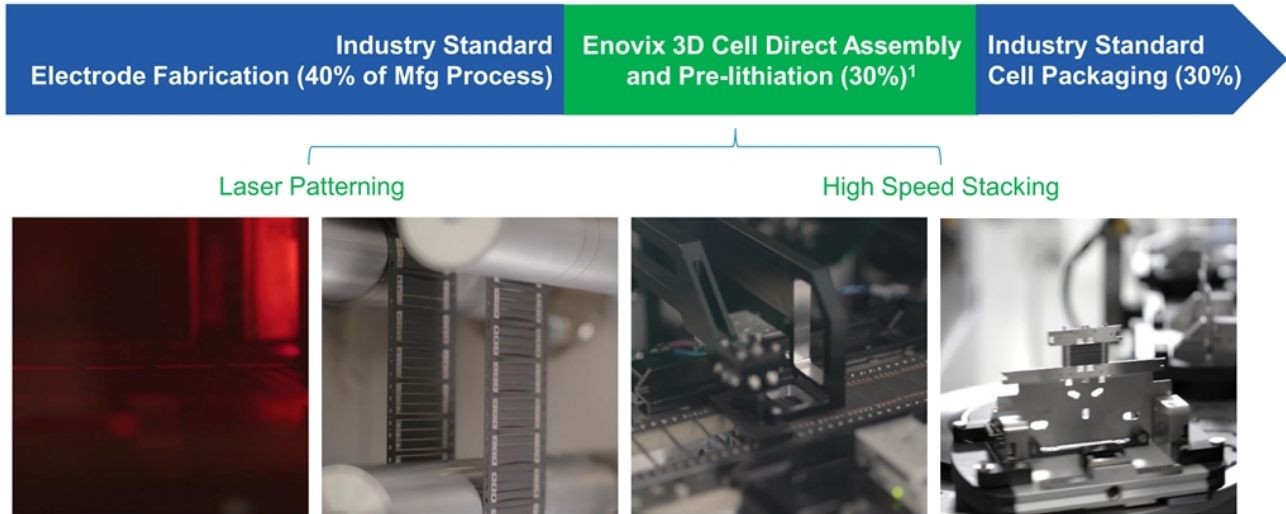 Industry Standard
Electrode Fabrication (40% of Mfg Process)
Enovix 3D Cell Direct Assembly
and Pre-lithiation (30%)¹
Industry Standard
Cell Packaging (30%)
Laser Patterning
High Speed Stacking